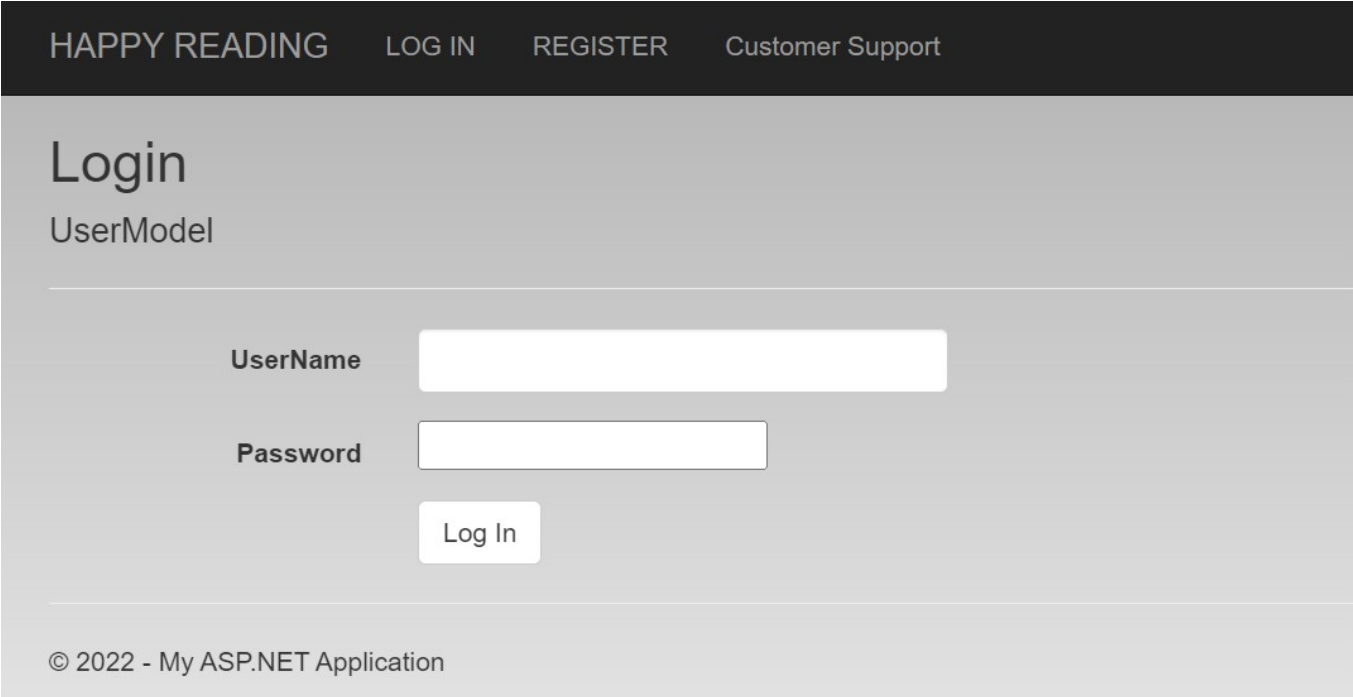 HAPPY READING LOG IN REGISTER Customer Support
Login
UserModel
UserName
Password
Log In
© 2022 - My ASP.NET Application